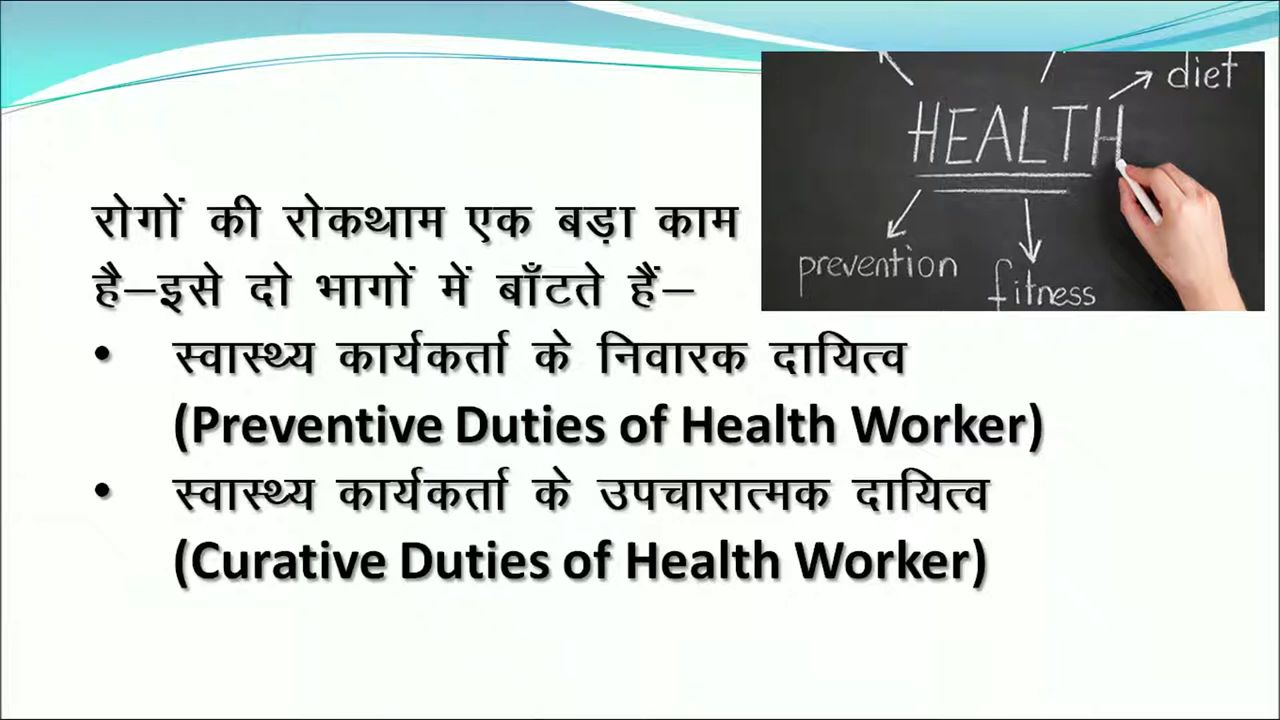 diet
HEALTH
prevention
fitness
रोगों की रोकथाम एक बड़ा काम
है–इसे दो भागों में बाँटते हैं–
• स्वास्थ्य कार्यकर्ता के निवारक दायित्व
(Preventive Duties of Health Worker)
• स्वास्थ्य कार्यकर्ता के उपचारात्मक दायित्व
(Curative Duties of Health Worker)